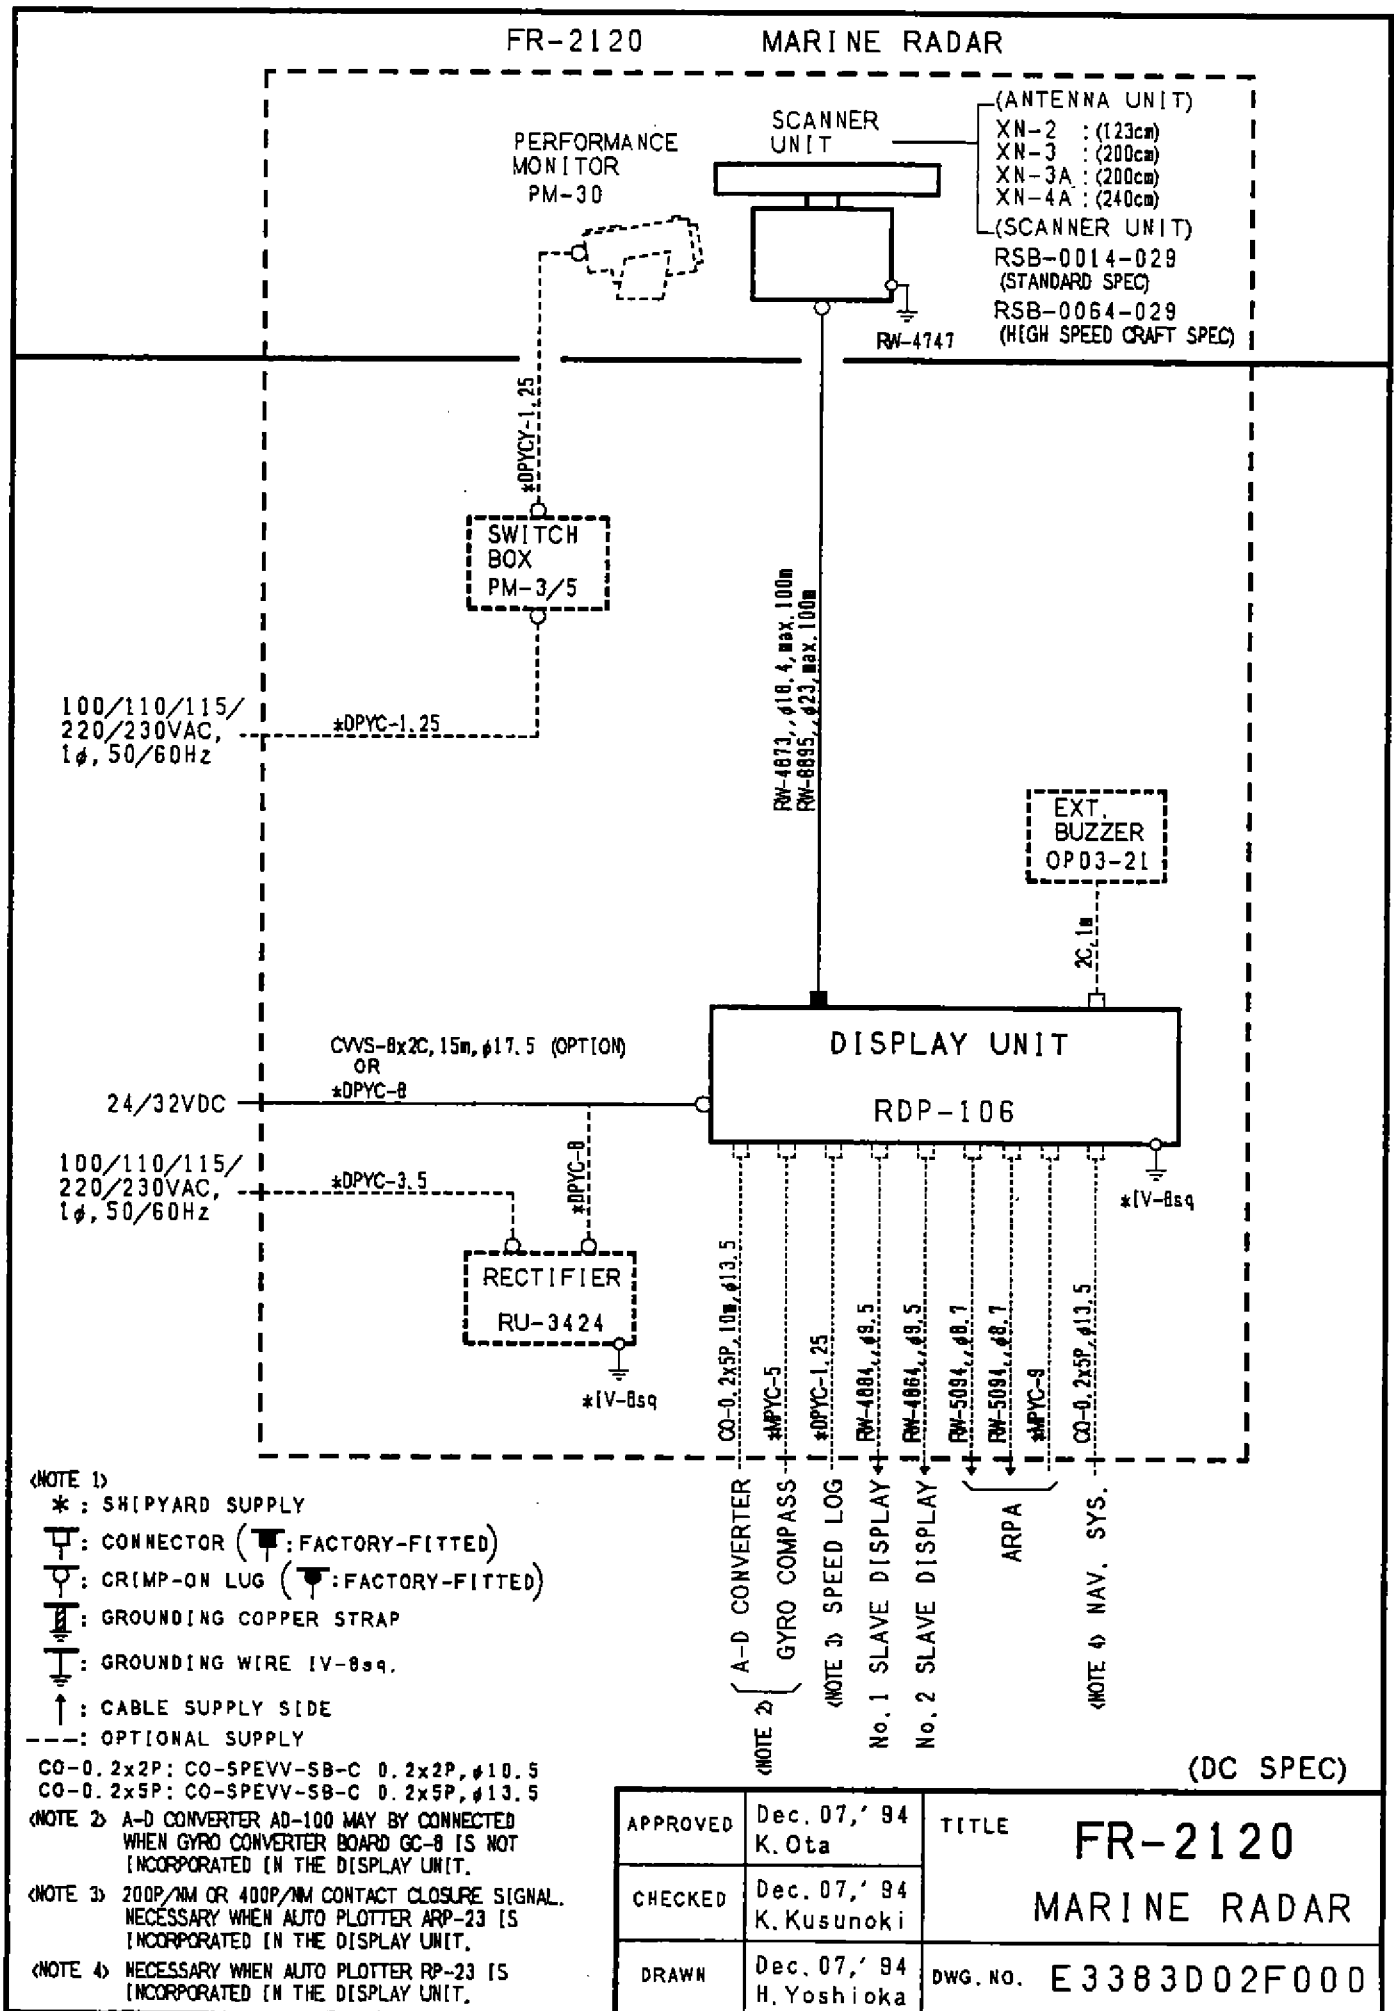 FR-2120 MARINE RADAR
PERFORMANCE
MONITOR
PM-30
SCANNER
UNIT
(ANTENNA UNIT)
XN-2 : (123cm)
XN-3 : (200cm)
XN-3A : (200cm)
XN-4A : (240cm)
(SCANNER UNIT)
RSB-0014-029
(STANDARD SPEC)
RSB-0064-029
(HIGH SPEED CRAFT SPEC)
RW-4747
*DPYCY-1.25
SWITCH
BOX
PM-3/5
100/110/115/
220/230VAC,
1φ, 50/60Hz
*DPYC-1.25
RW-4873,,φ18.4,max.100m
RW-6895,,φ23,max.100m
EXT.
BUZZER
OP03-21
2C,1m
DISPLAY UNIT
RDP-106
CVVS-8x2C, 15m, φ17.5 (OPTION)
OR
*DPYC-8
24/32VDC
100/110/115/
220/230VAC,
1φ, 50/60Hz
*DPYC-3.5
*DPYC-8
RECTIFIER
RU-3424
*IV-8sq
*IV-8sq
CO-0.2x5P, 10m, φ13.5
*MPYC-5
*DPYC-1.25
RW-4864,,φ9.5
RW-4864,,φ9.5
RW-5094,,φ8.7
RW-5094,,φ8.7
*MPYC-9
CO-0.2x5P, φ13.5
A-D CONVERTER
GYRO COMPASS
<NOTE 2>
<NOTE 3> SPEED LOG
No.1 SLAVE DISPLAY
No.2 SLAVE DISPLAY
ARPA
<NOTE 4> NAV. SYS.
<NOTE 1>
* : SHIPYARD SUPPLY
: CONNECTOR ( : FACTORY-FITTED)
: CRIMP-ON LUG ( : FACTORY-FITTED)
: GROUNDING COPPER STRAP
: GROUNDING WIRE IV-8sq.
↑ : CABLE SUPPLY SIDE
---: OPTIONAL SUPPLY
CO-0.2x2P: CO-SPEVV-SB-C 0.2x2P, φ10.5
CO-0.2x5P: CO-SPEVV-SB-C 0.2x5P, φ13.5
<NOTE 2> A-D CONVERTER AD-100 MAY BY CONNECTED
WHEN GYRO CONVERTER BOARD GC-8 IS NOT
INCORPORATED IN THE DISPLAY UNIT.
<NOTE 3> 200P/NM OR 400P/NM CONTACT CLOSURE SIGNAL.
NECESSARY WHEN AUTO PLOTTER ARP-23 IS
INCORPORATED IN THE DISPLAY UNIT.
<NOTE 4> NECESSARY WHEN AUTO PLOTTER RP-23 IS
INCORPORATED IN THE DISPLAY UNIT.
(DC SPEC)
APPROVED Dec. 07,'94
K. Ota
CHECKED Dec. 07,'94
K. Kusunoki
DRAWN Dec. 07,'94
H. Yoshioka
TITLE FR-2120
MARINE RADAR
DWG. NO. E3383D02F000